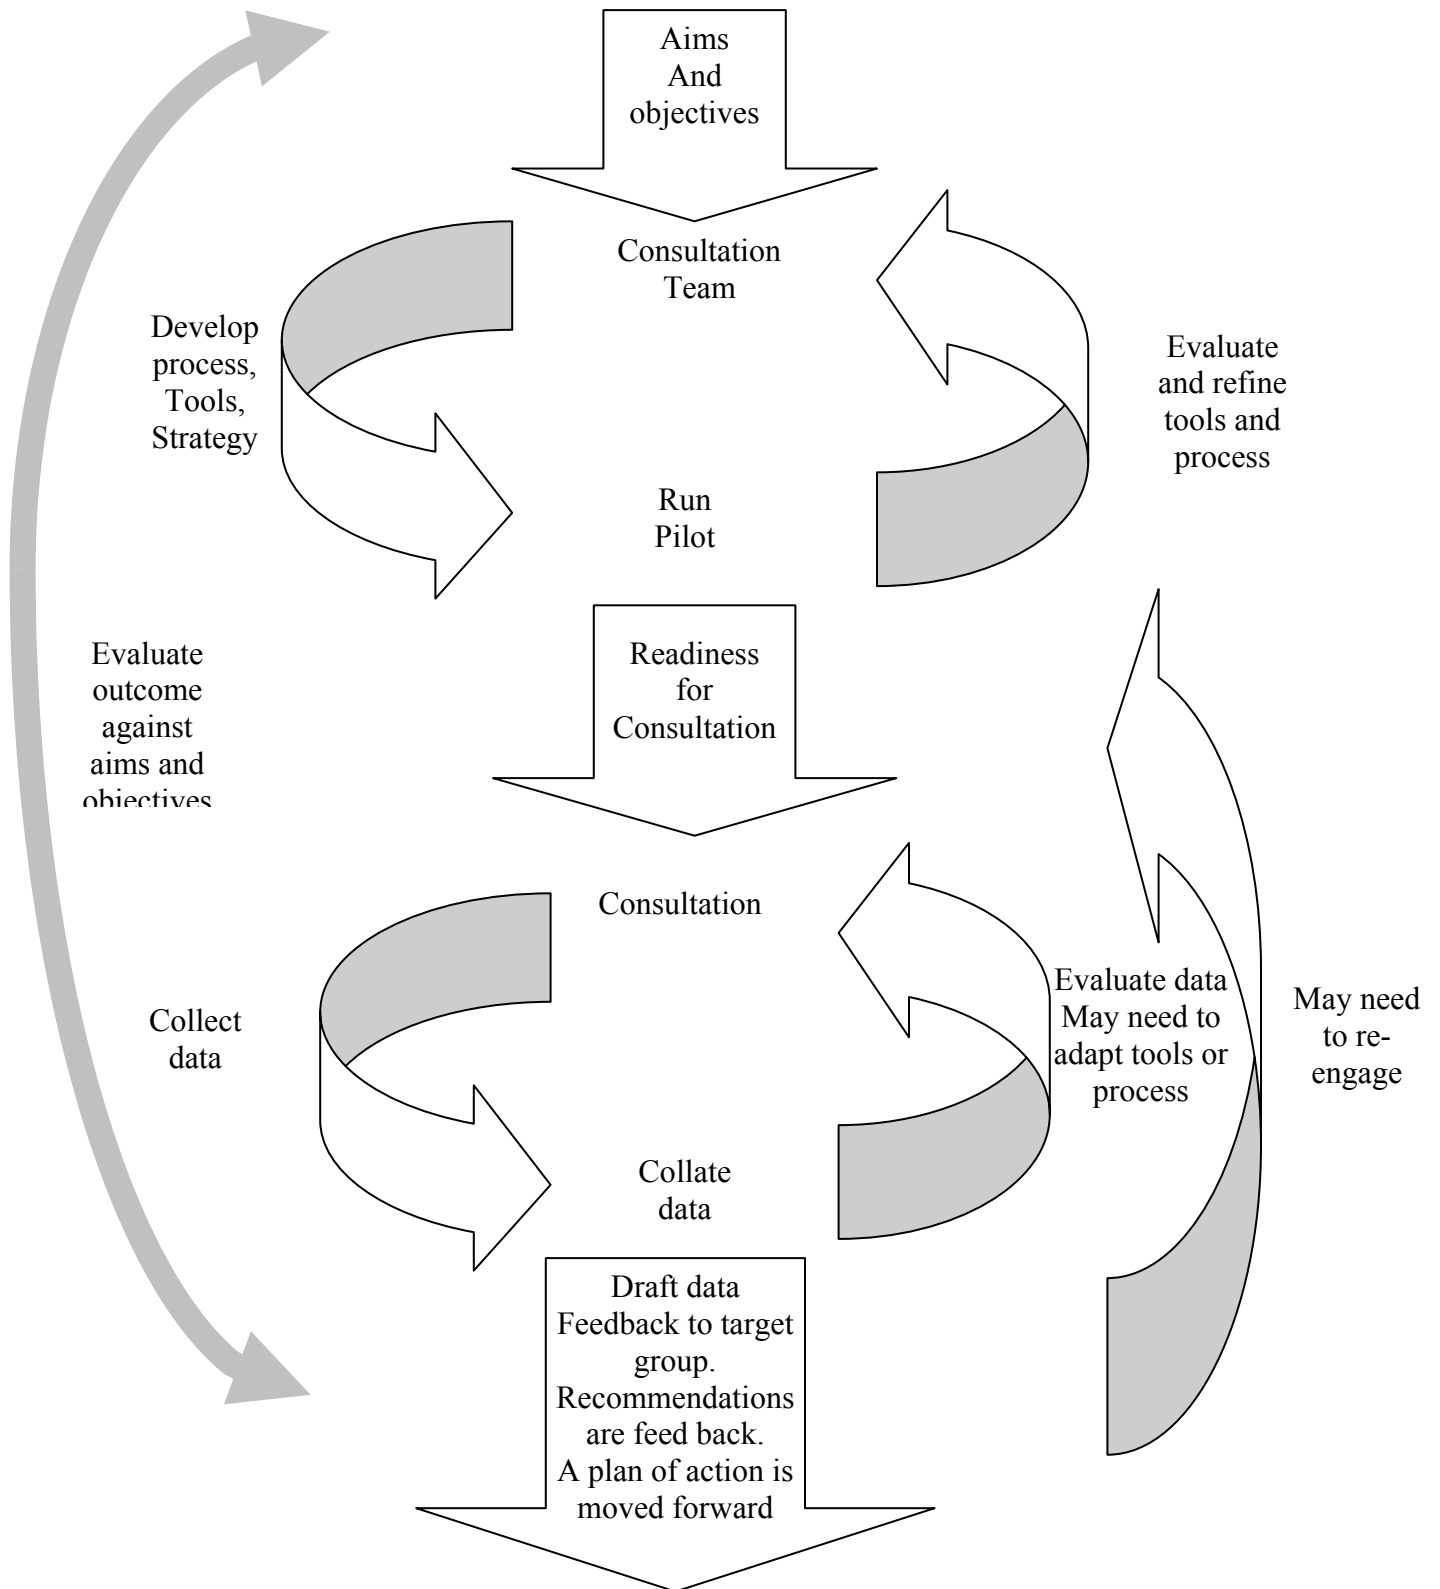 Aims
And
objectives
Consultation
Team
Develop
process,
Tools,
Strategy
Evaluate
and refine
tools and
process
Run
Pilot
Evaluate
outcome
against
aims and
objectives
Readiness
for
Consultation
Consultation
Collect
data
Evaluate data
May need to
adapt tools or
process
May need
to re-
engage
Collate
data
Draft data
Feedback to target
group.
Recommendations
are feed back.
A plan of action is
moved forward